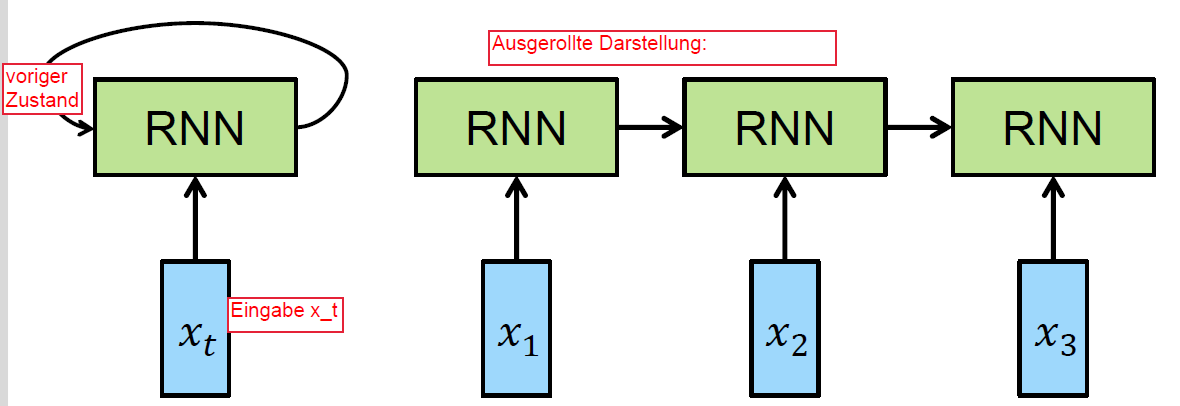 Ausgerollte Darstellung:
voriger
Zustand
RNN
RNN
RNN
RNN
Eingabe x_t
x_t
x_1
x_2
x_3